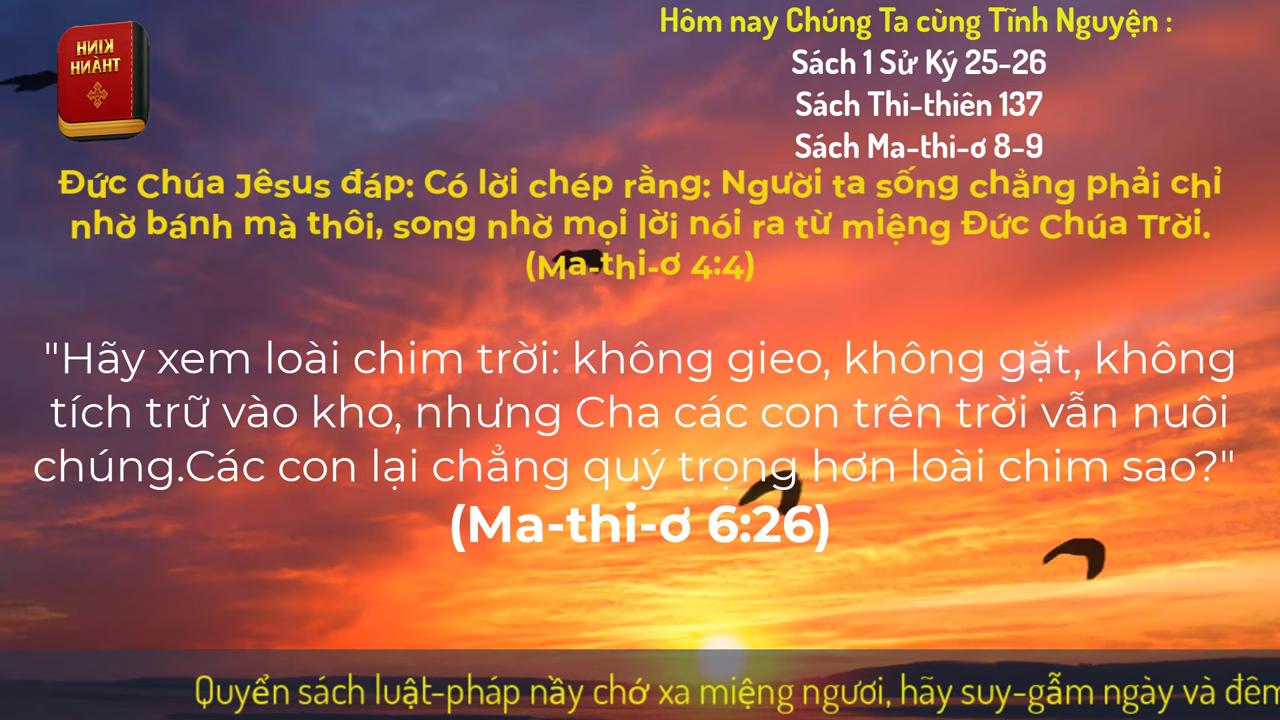 KINH
THÁNH
Hôm nay Chúng Ta cùng Tĩnh Nguyện :
Sách 1 Sử Ký 25-26
Sách Thi-thiên 137
Sách Ma-thi-ơ 8-9
Đức Chúa Jêsus đáp: Có lời chép rằng: Người ta sống chẳng phải chỉ
nhờ bánh mà thôi, song nhờ mọi lời nói ra từ miệng Đức Chúa Trời.
(Ma-thi-ơ 4:4)
"Hãy xem loài chim trời: không gieo, không gặt, không
tích trữ vào kho, nhưng Cha các con trên trời vẫn nuôi
chúng.Các con lại chẳng quý trọng hơn loài chim sao?"
(Ma-thi-ơ 6:26)
Quyển sách luật-pháp nầy chớ xa miệng ngươi, hãy suy-gẫm ngày và đêm